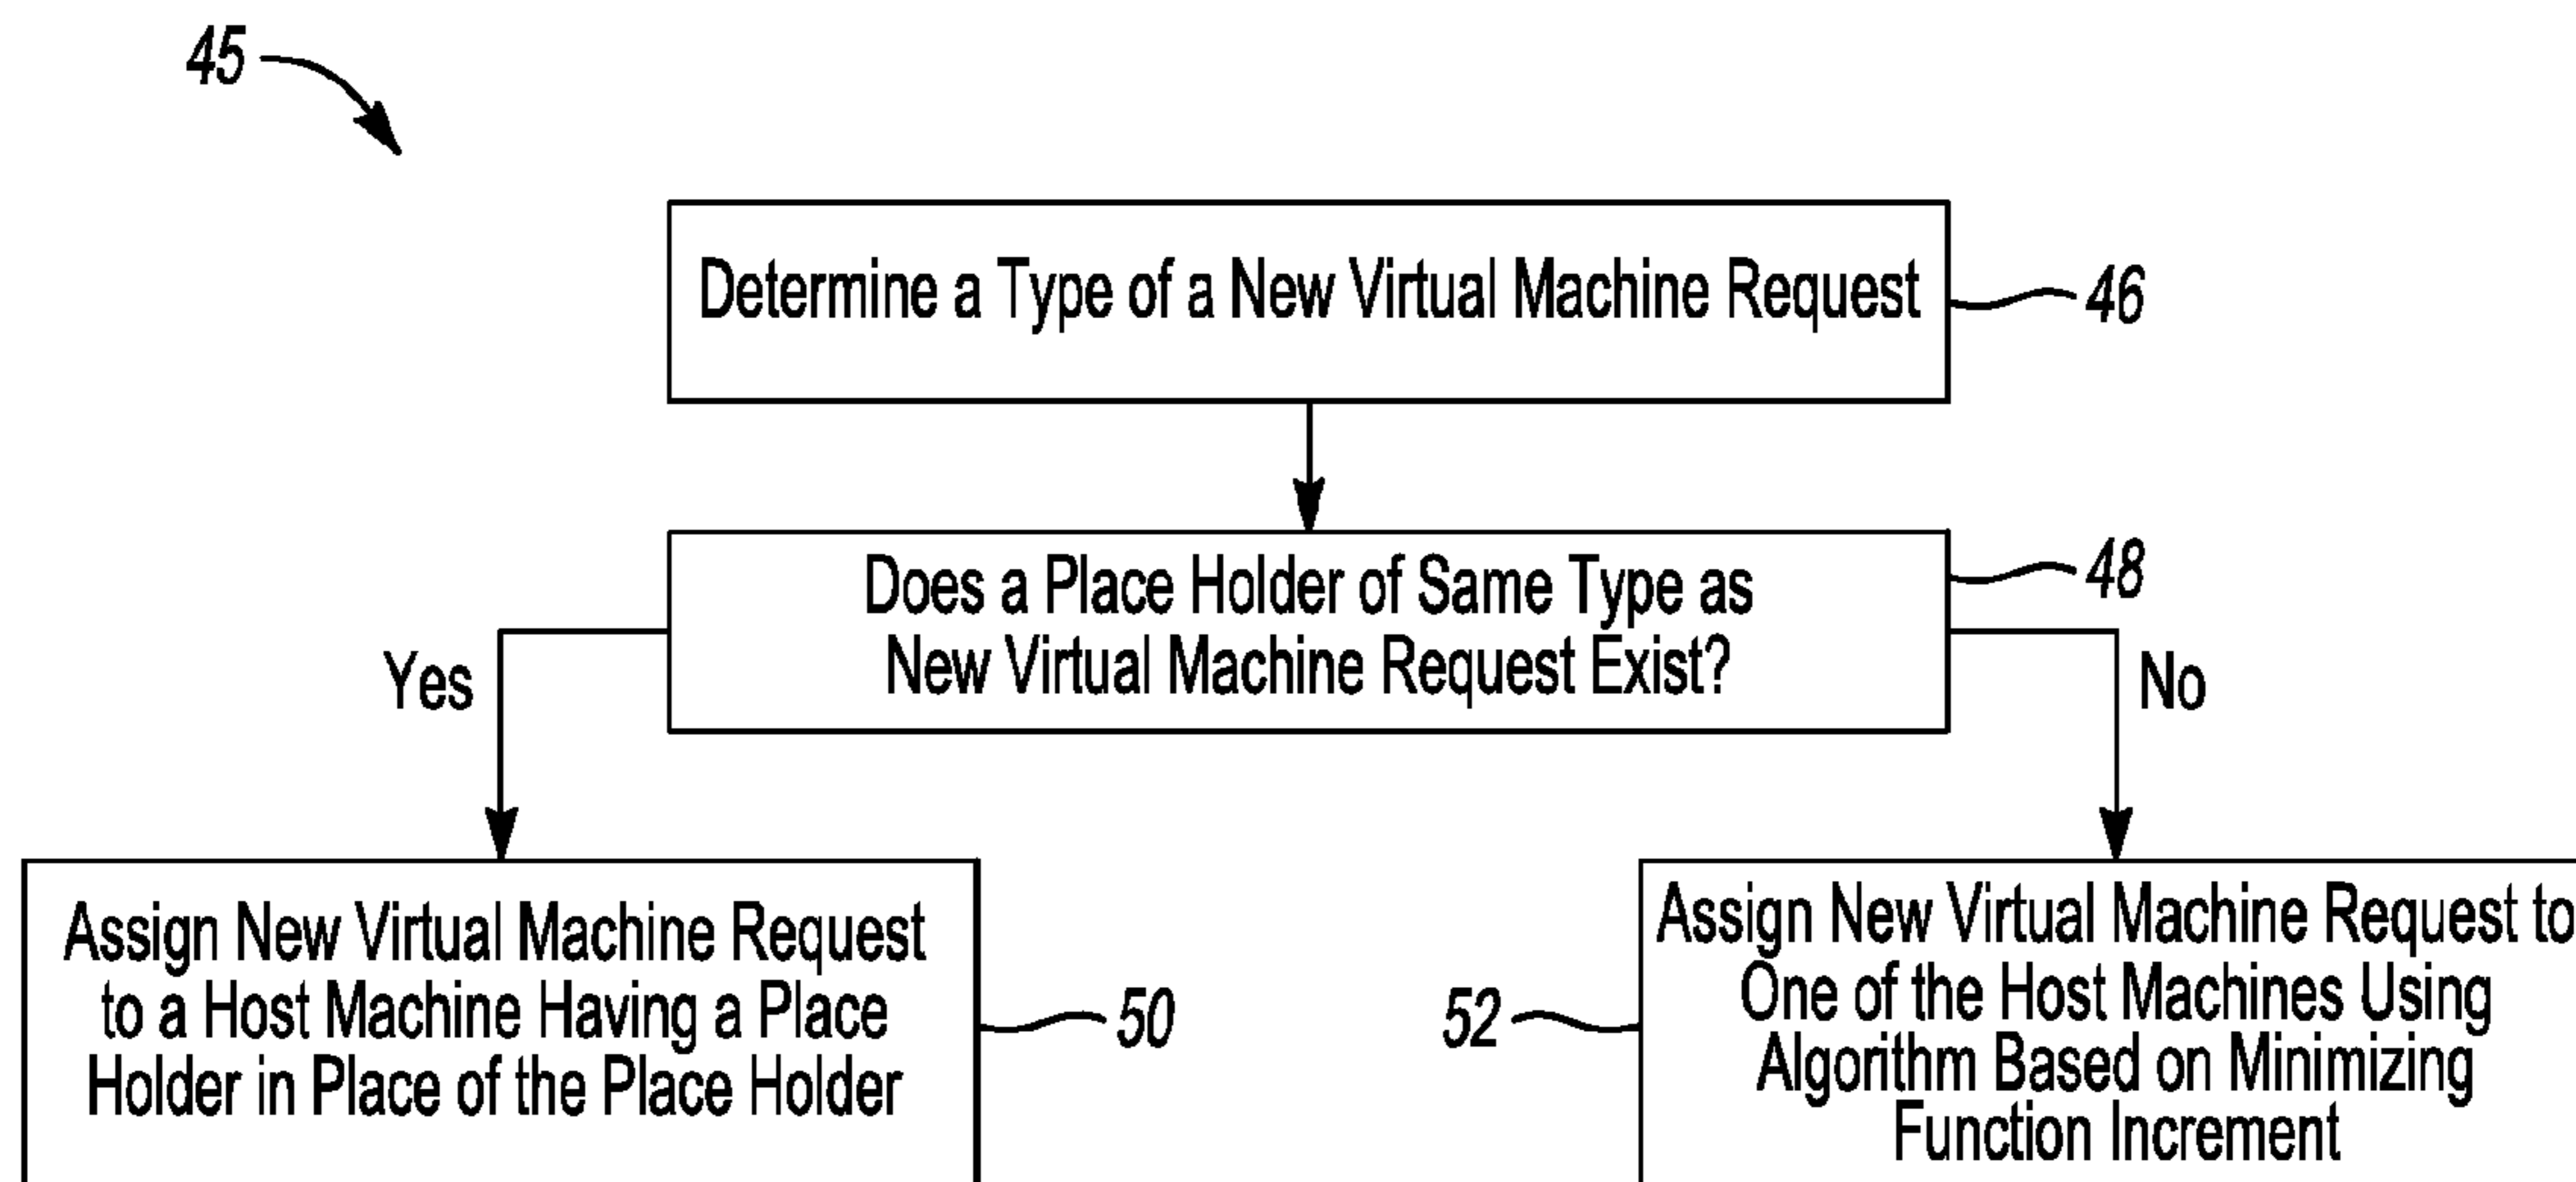 45
Determine a Type of a New Virtual Machine Request
46
Does a Place Holder of Same Type as
New Virtual Machine Request Exist?
48
Yes
No
Assign New Virtual Machine Request
to a Host Machine Having a Place
Holder in Place of the Place Holder
50
52
Assign New Virtual Machine Request to
One of the Host Machines Using
Algorithm Based on Minimizing
Function Increment